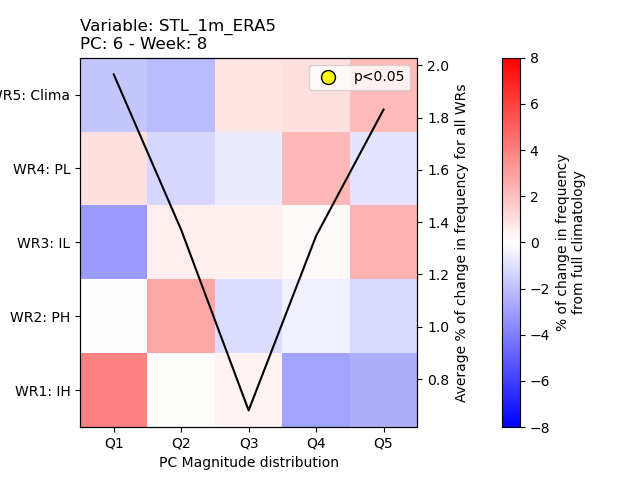 Variable: STL_1m_ERA5
PC: 6 - Week: 8
p<0.05
WR5: Clima
WR4: PL
WR3: IL
WR2: PH
WR1: IH
Q1 Q2 Q3 Q4 Q5
PC Magnitude distribution
2.0
1.8
1.6
1.4
1.2
1.0
0.8
Average % of change in frequency for all WRs
8
6
4
2
0
−2
−4
−6
−8
% of change in frequency
from full climatology